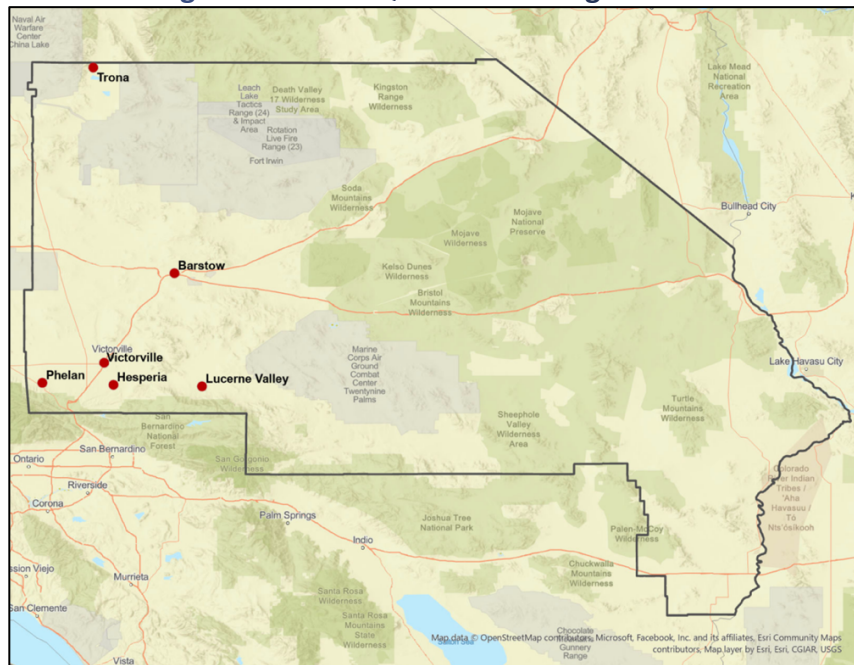 Naval Air
Warfare
Center
China Lake
Trona
Leach
Lake
Tactics
Range (24)
& Impact
Area
Death Valley
17 Wilderness
Study Area
Rotation
Live Fire
Range (23)
Fort Irwin
Kingston
Range
Wilderness
Lake Mead
National
Recreation
Area
Soda
Mountains
Wilderness
Mojave
National
Preserve
Mojave
Wilderness
Bullhead City
Barstow
Kelso Dunes
Wilderness
Bristol
Mountains
Wilderness
Victorville
Victorville
Phelan
Hesperia
Lucerne Valley
Marine
Corps Air
Ground
Combat
Center
Twentynine
Palms
Lake Havasu City
Turtle
Mountains
Wilderness
Sheephole
Valley
Wilderness
Area
San
Bernardino
National
Forest
San Bernardino
Ontario
San Gorgonio
Wilderness
Riverside
Corona
Colorado
River Indian
Tribes /
'Aha
Havasuu /
Tó
Nts'ósíkooh
Palm Springs
Joshua Tree
National Park
Palen-McCoy
Wilderness
Indio
Chuckwalla
Mountains
Wilderness
ssion Viejo
Murrieta
San Clemente
Santa Rosa
Wilderness
Santa Rosa
Mountains
State
Wilderness
Salton Sea
Chocolate
Mountain
Gunnery
Range
Vista
Map data © OpenStreetMap contributors, Microsoft, Facebook, Inc. and its affiliates, Esri Community Maps
contributors, Map layer by Esri, Esri, CGIAR, USGS